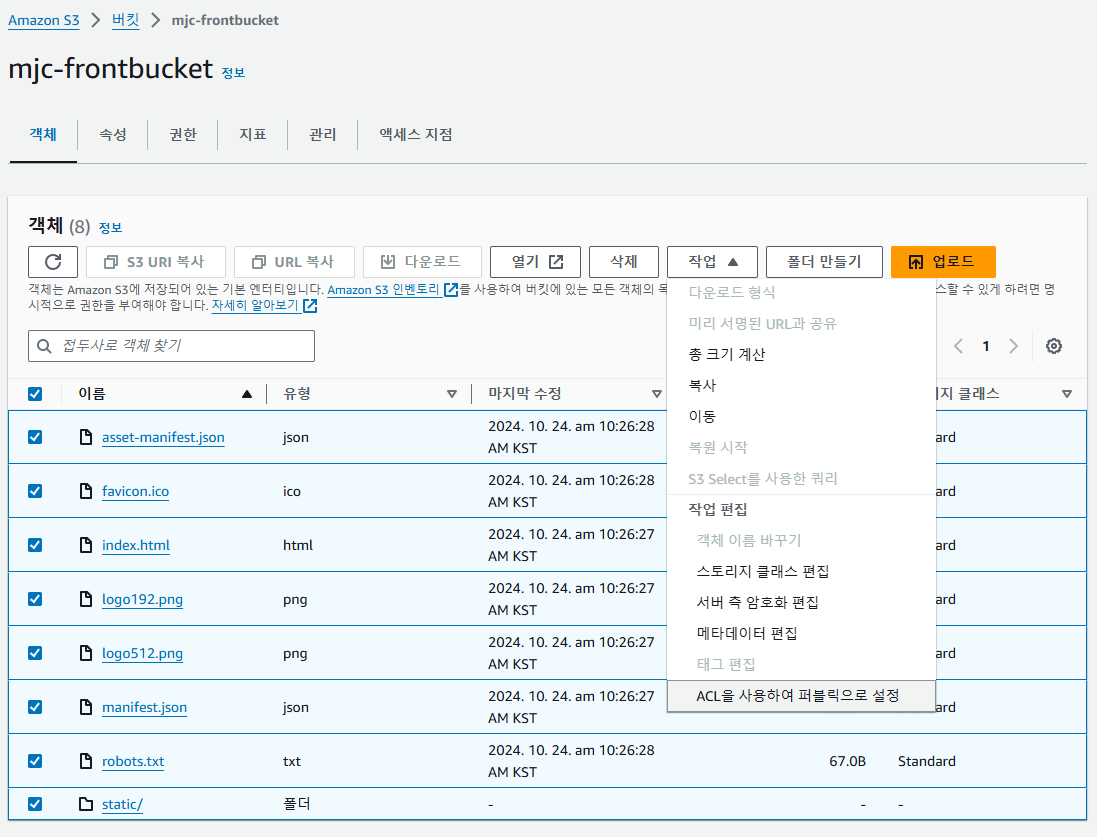 Amazon S3 > 버킷 > mjc-frontbucket
mjc-frontbucket 정보
객체 속성 권한 지표 관리 액세스 지점
객체 (8) 정보
S3 URI 복사 URL 복사 다운로드 열기 삭제 작업 ▲ 폴더 만들기 업로드
객체는 Amazon S3에 저장되어 있는 기본 엔터티입니다. Amazon S3 인벤토리 를 사용하여 버킷에 있는 모든 객체의 목 스할 수 있게 하려면 명
시적으로 권한을 부여해야 합니다. 자세히 알아보기
접두사로 객체 찾기
1
이름 ▲ 유형 ▽ 마지막 수정 ▽ 지 클래스 ▽
asset-manifest.json json 2024. 10. 24. am 10:26:28 ard
AM KST
favicon.ico ico 2024. 10. 24. am 10:26:28 ard
AM KST
index.html html 2024. 10. 24. am 10:26:27 ard
AM KST
logo192.png png 2024. 10. 24. am 10:26:27 ard
AM KST
logo512.png png 2024. 10. 24. am 10:26:27 ard
AM KST
manifest.json json 2024. 10. 24. am 10:26:27 ard
AM KST
robots.txt txt 2024. 10. 24. am 10:26:28 67.0B Standard
AM KST
static/ 폴더 - - -
다운로드 형식
미리 서명된 URL과 공유
총 크기 계산
복사
이동
복원 시작
S3 Select를 사용한 쿼리
작업 편집
객체 이름 바꾸기
스토리지 클래스 편집
서버 측 암호화 편집
메타데이터 편집
태그 편집
ACL을 사용하여 퍼블릭으로 설정